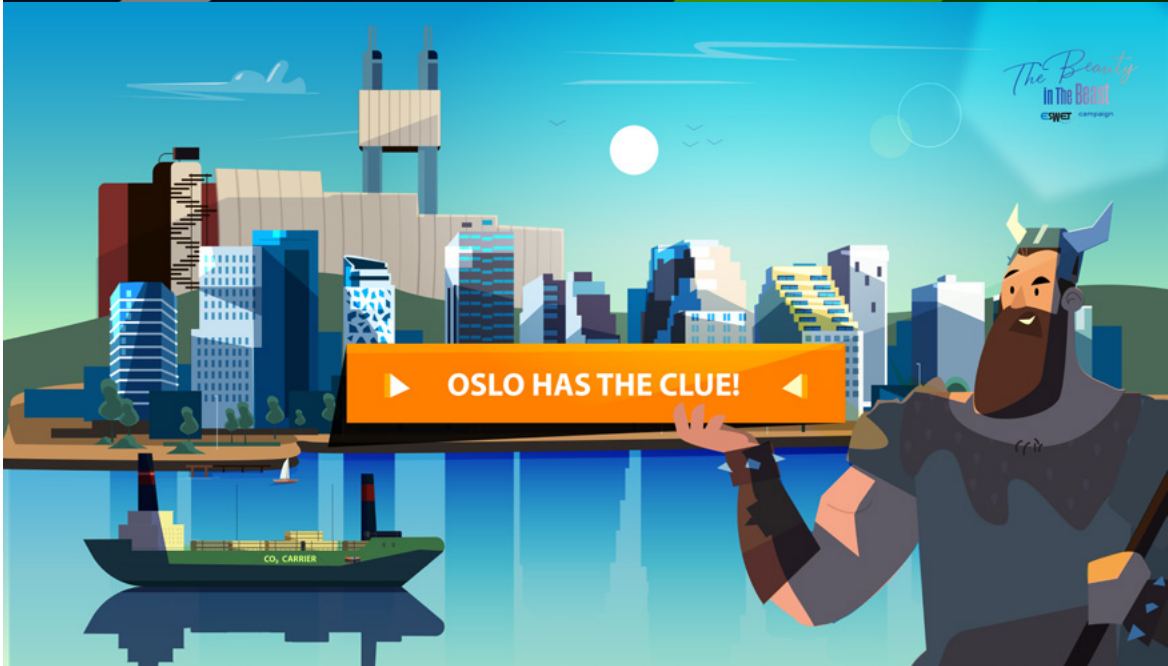 The Beauty
in The Beast
ESWET campaign
OSLO HAS THE CLUE!
CO₂ CARRIER